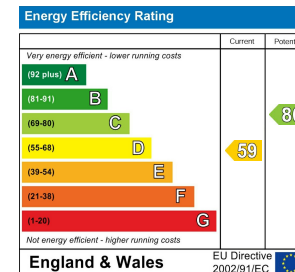 Energy Efficiency Rating
Current
Very energy efficient - lower running costs
(92 plus) A
(81-91) B
(69-80) C
(55-68) D
59
(39-54) E
(21-38) F
(1-20) G
Not energy efficient - higher running costs
England & Wales
EU Directive
2002/91/EC